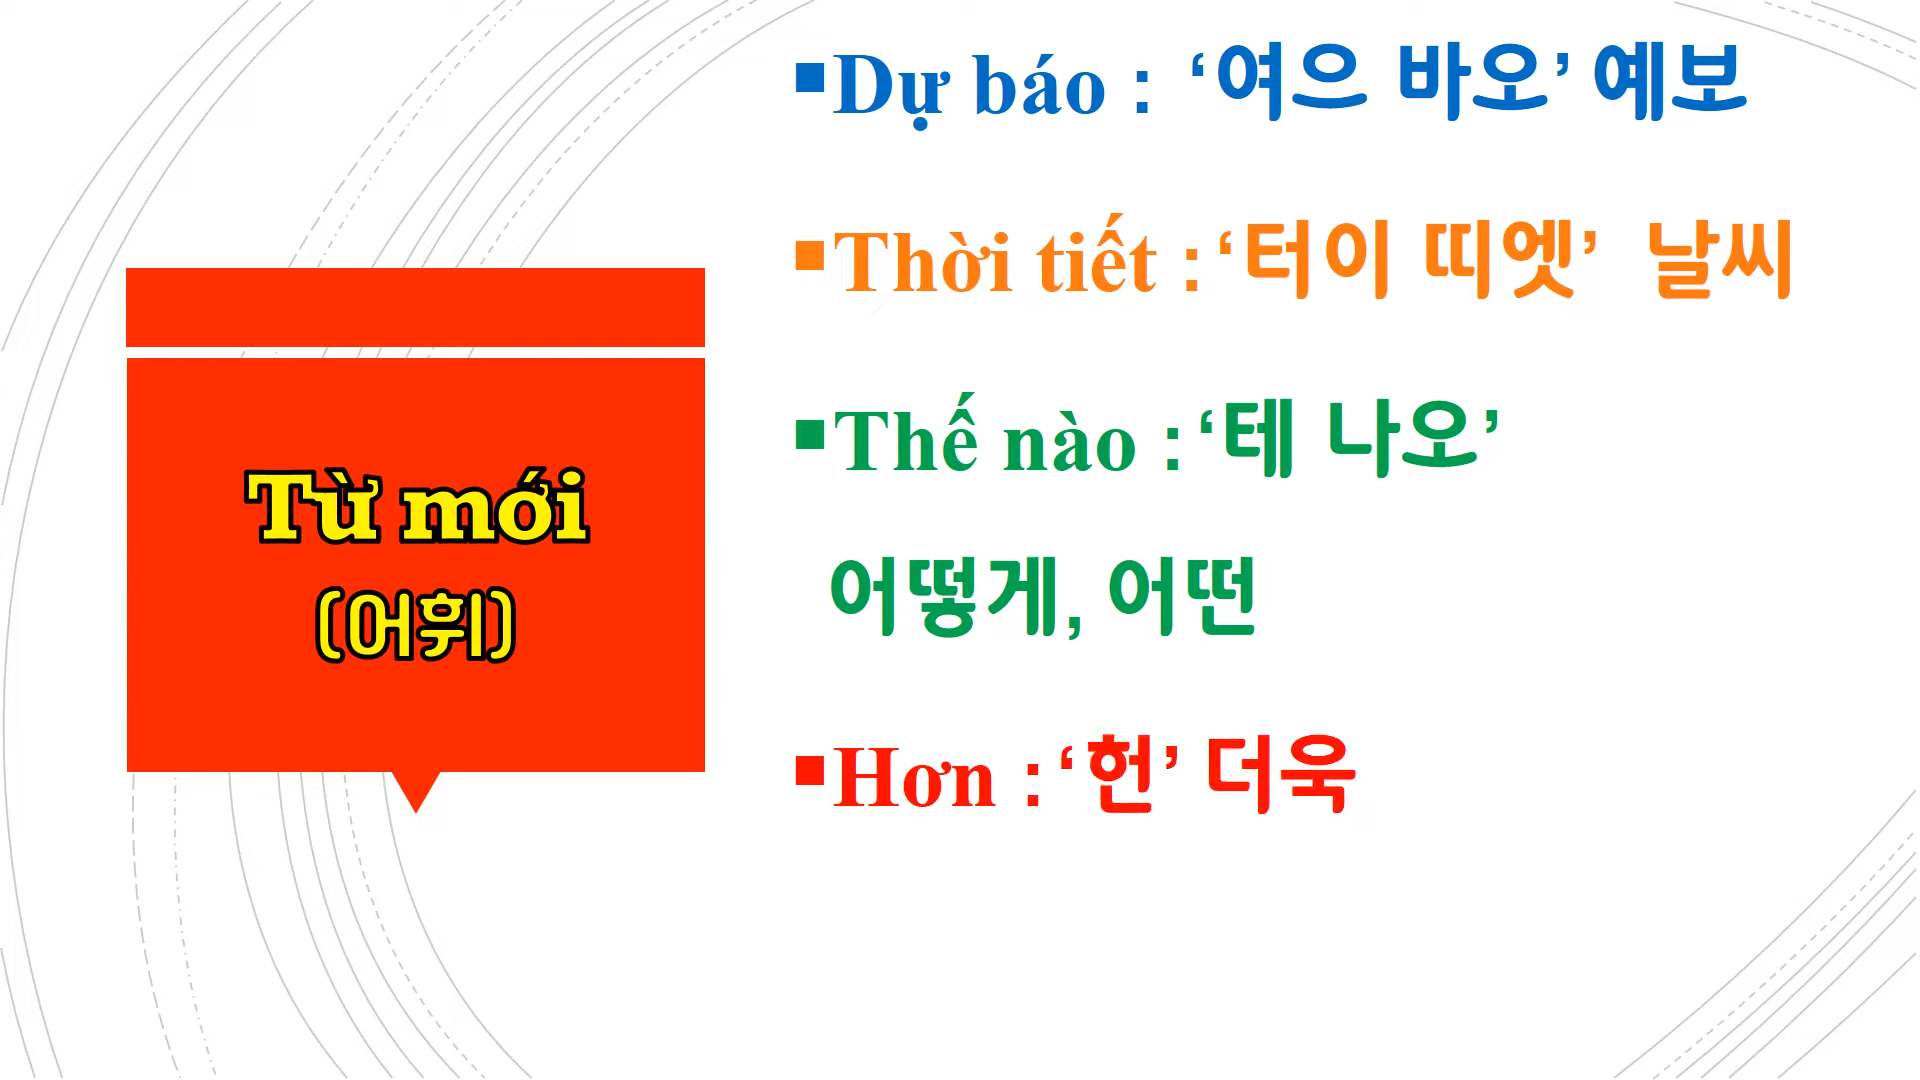 Từ mới
(어휘)
▪Dự báo : ‘여으 바오’ 예보
▪Thời tiết :‘터이 띠엣’ 날씨
▪Thế nào :‘테 나오’
어떻게, 어떤
▪Hơn :‘헌’ 더욱